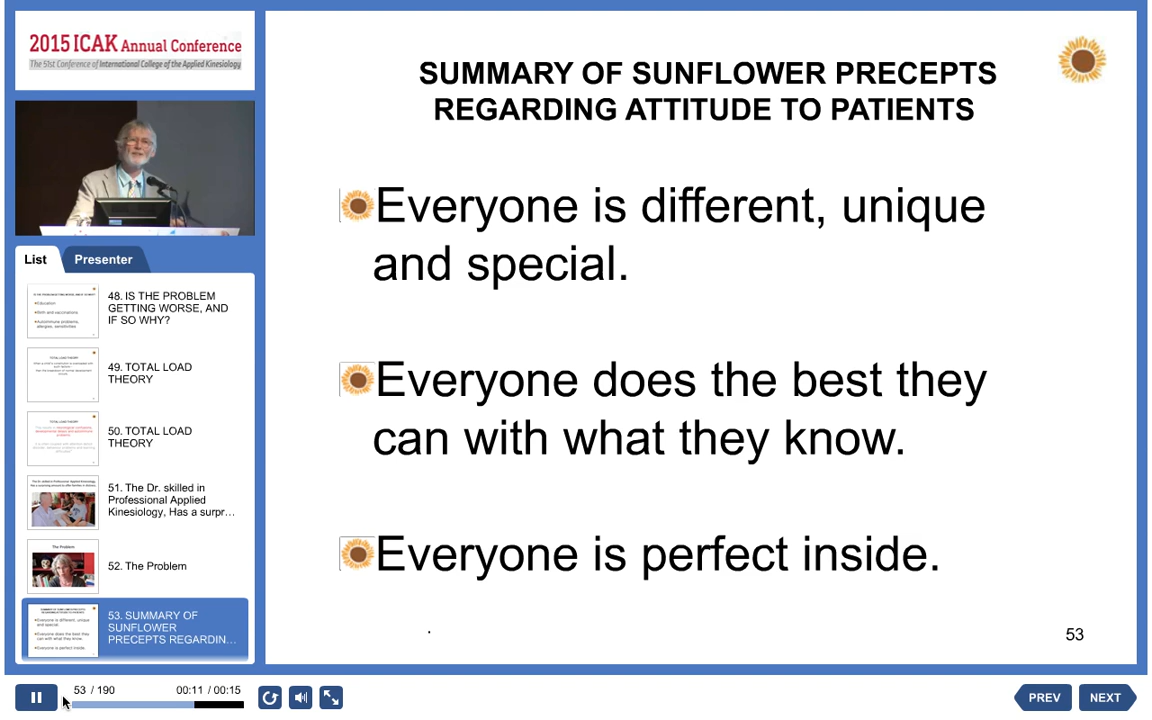 2015 ICAK Annual Conference
The 51st Conference of International College of the Applied Kinesiology
List
Presenter
48. IS THE PROBLEM
GETTING WORSE, AND
IF SO WHY?
49. TOTAL LOAD
THEORY
50. TOTAL LOAD
THEORY
51. The Dr. skilled in
Professional Applied
Kinesiology, Has a surpr...
52. The Problem
53. SUMMARY OF
SUNFLOWER
PRECEPTS REGARDIN...
SUMMARY OF SUNFLOWER PRECEPTS
REGARDING ATTITUDE TO PATIENTS
Everyone is different, unique
and special.
Everyone does the best they
can with what they know.
Everyone is perfect inside.
.
53
53 / 190
00:11 / 00:15
PREV
NEXT